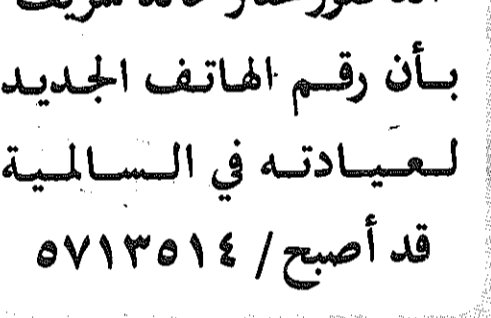 بأن رقم الهاتف الجديد
لعيادته في السالمية
قد أصبح / ٥٧١٣٥١٤